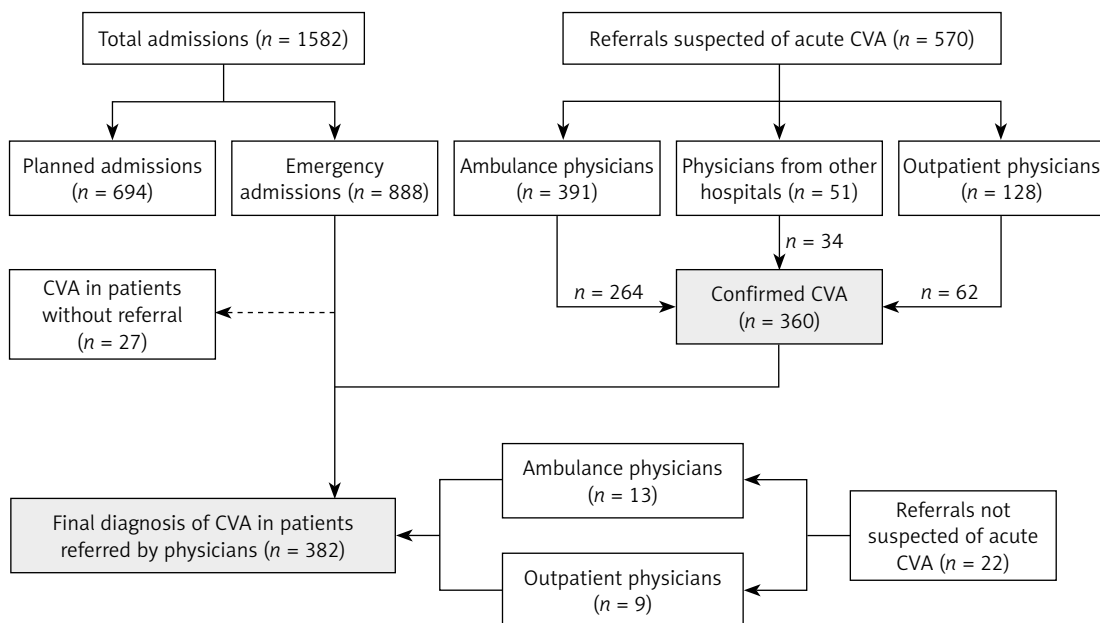 Total admissions (n = 1582)
Referrals suspected of acute CVA (n = 570)
Planned admissions
(n = 694)
Emergency
admissions (n = 888)
Ambulance physicians
(n = 391)
Physicians from other
hospitals (n = 51)
Outpatient physicians
(n = 128)
n = 34
CVA in patients
without referral
(n = 27)
n = 264
Confirmed CVA
(n = 360)
n = 62
Ambulance physicians
(n = 13)
Final diagnosis of CVA in patients
referred by physicians (n = 382)
Referrals not
suspected of acute
CVA (n = 22)
Outpatient physicians
(n = 9)